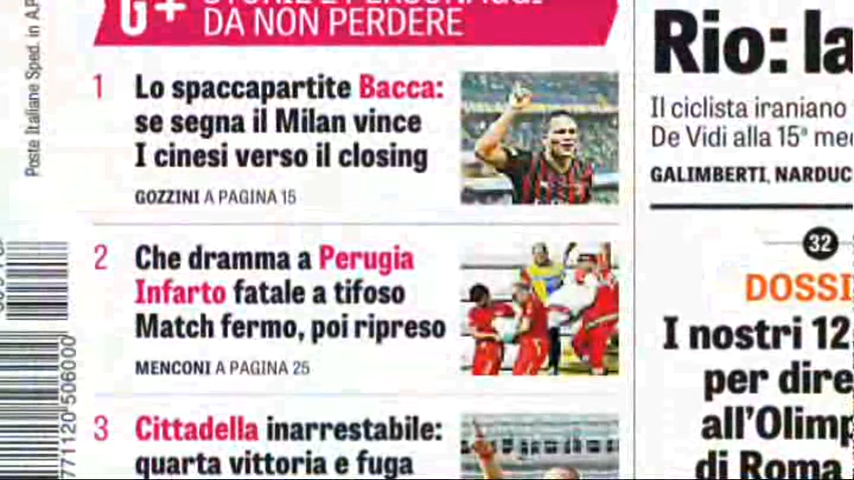 G+
DA NON PERDERE
1
Lo spaccapartite Bacca:
se segna il Milan vince
I cinesi verso il closing
GOZZINI A PAGINA 15
2
Che dramma a Perugia
Infarto fatale a tifoso
Match fermo, poi ripreso
MENCONI A PAGINA 25
3
Cittadella inarrestabile:
quarta vittoria e fuga
Rio: la
Il ciclista iraniano
De Vidi alla 15ª me
GALIMBERTI, NARDUC
32
DOSSI
I nostri 12
per dire
all'Olimp
di Roma
Poste Italiane Sped. in A.P.
771120 506000